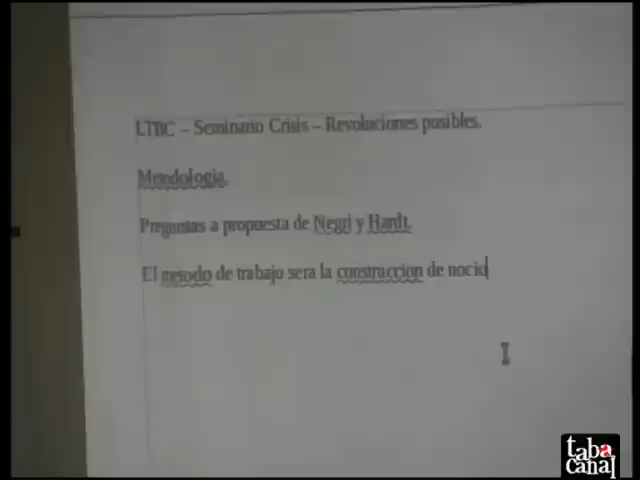 LTBC – Seminario Crisis – Revoluciones posibles.
Metodologia.
Preguntas a propuesta de Negri y Hardt.
El metodo de trabajo sera la construccion de nocio
taba
canal